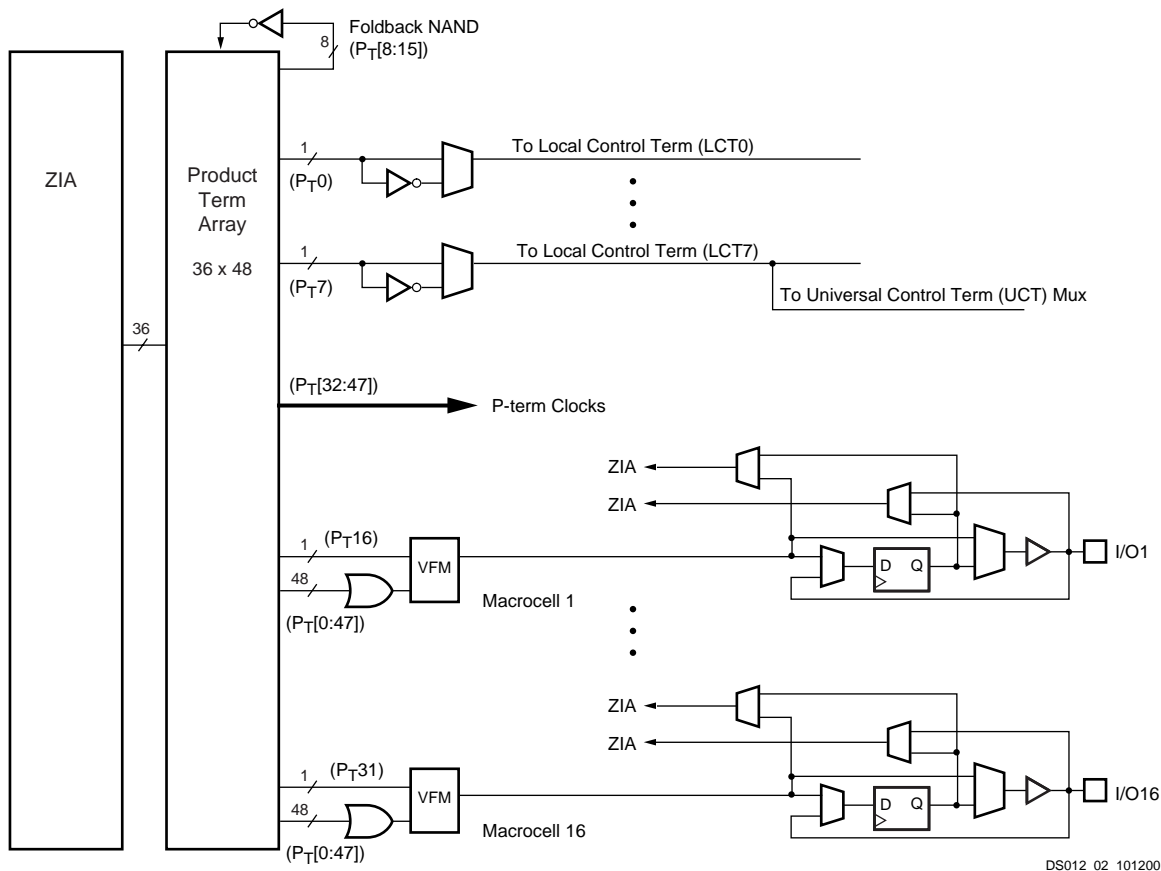 Foldback NAND
8
(PT[8:15])
ZIA
Product
Term
Array
36 x 48
36
1
(PT0)
To Local Control Term (LCT0)
1
(PT7)
To Local Control Term (LCT7)
To Universal Control Term (UCT) Mux
(PT[32:47])
P-term Clocks
ZIA
ZIA
1
(PT16)
48
VFM
(PT[0:47])
Macrocell 1
D Q
I/O1
ZIA
ZIA
1
(PT31)
48
VFM
(PT[0:47])
Macrocell 16
D Q
I/O16
DS012_02_101200